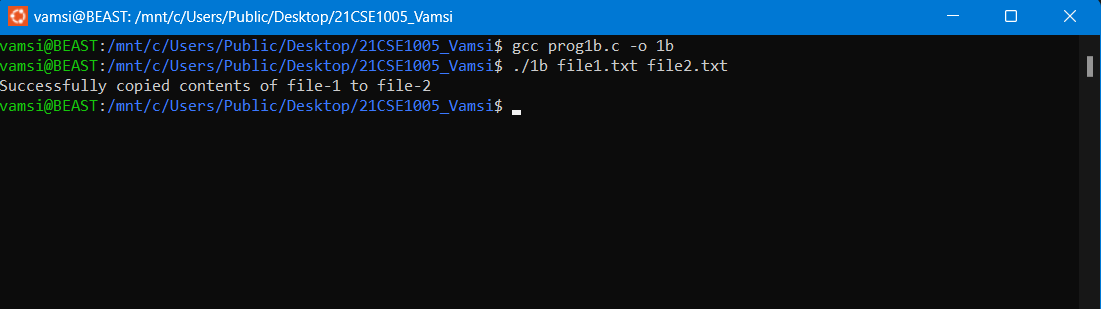 vamsi@BEAST: /mnt/c/Users/Public/Desktop/21CSE1005_Vamsi
vamsi@BEAST:/mnt/c/Users/Public/Desktop/21CSE1005_Vamsi$ gcc prog1b.c -o 1b
vamsi@BEAST:/mnt/c/Users/Public/Desktop/21CSE1005_Vamsi$ ./1b file1.txt file2.txt
Successfully copied contents of file-1 to file-2
vamsi@BEAST:/mnt/c/Users/Public/Desktop/21CSE1005_Vamsi$